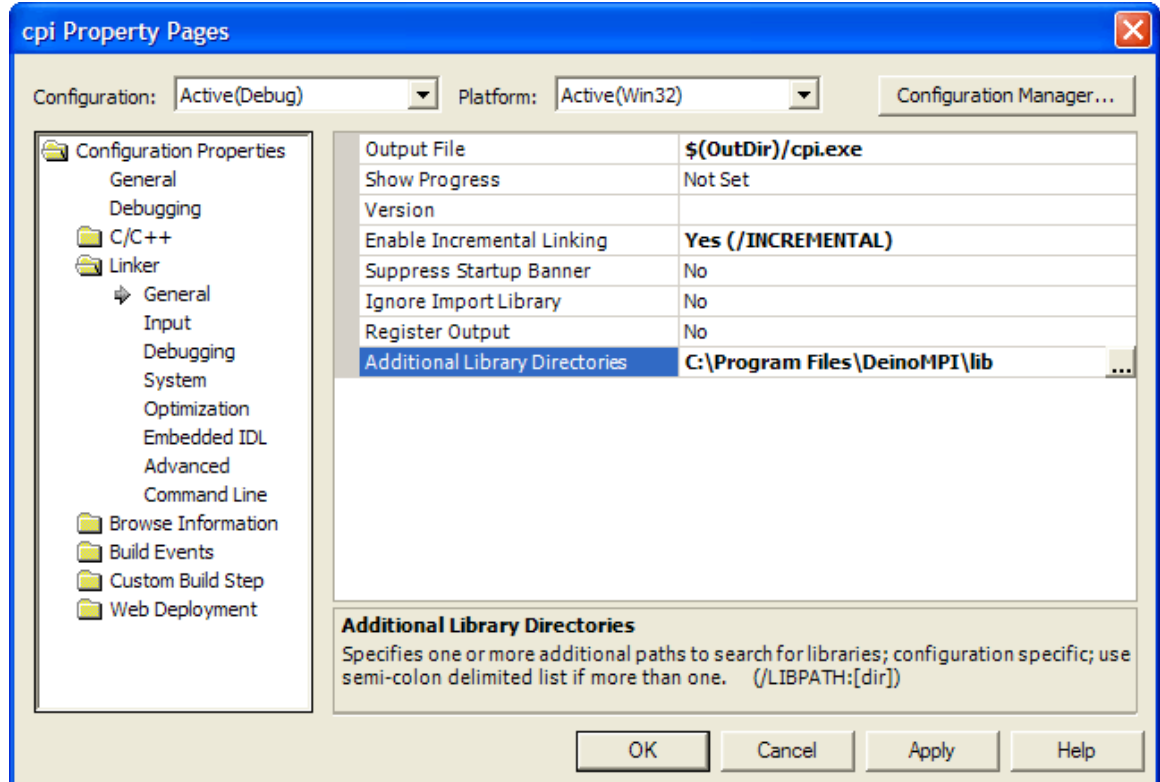 cpi Property Pages
Configuration: Active(Debug) Platform: Active(Win32) Configuration Manager...
Configuration Properties
General
Debugging
C/C++
Linker
General
Input
Debugging
System
Optimization
Embedded IDL
Advanced
Command Line
Browse Information
Build Events
Custom Build Step
Web Deployment
Output File $(OutDir)/cpi.exe
Show Progress Not Set
Version
Enable Incremental Linking Yes (/INCREMENTAL)
Suppress Startup Banner No
Ignore Import Library No
Register Output No
Additional Library Directories C:\Program Files\DeinoMPI\lib ...
Additional Library Directories
Specifies one or more additional paths to search for libraries; configuration specific; use
semi-colon delimited list if more than one. (/LIBPATH:[dir])
OK Cancel Apply Help